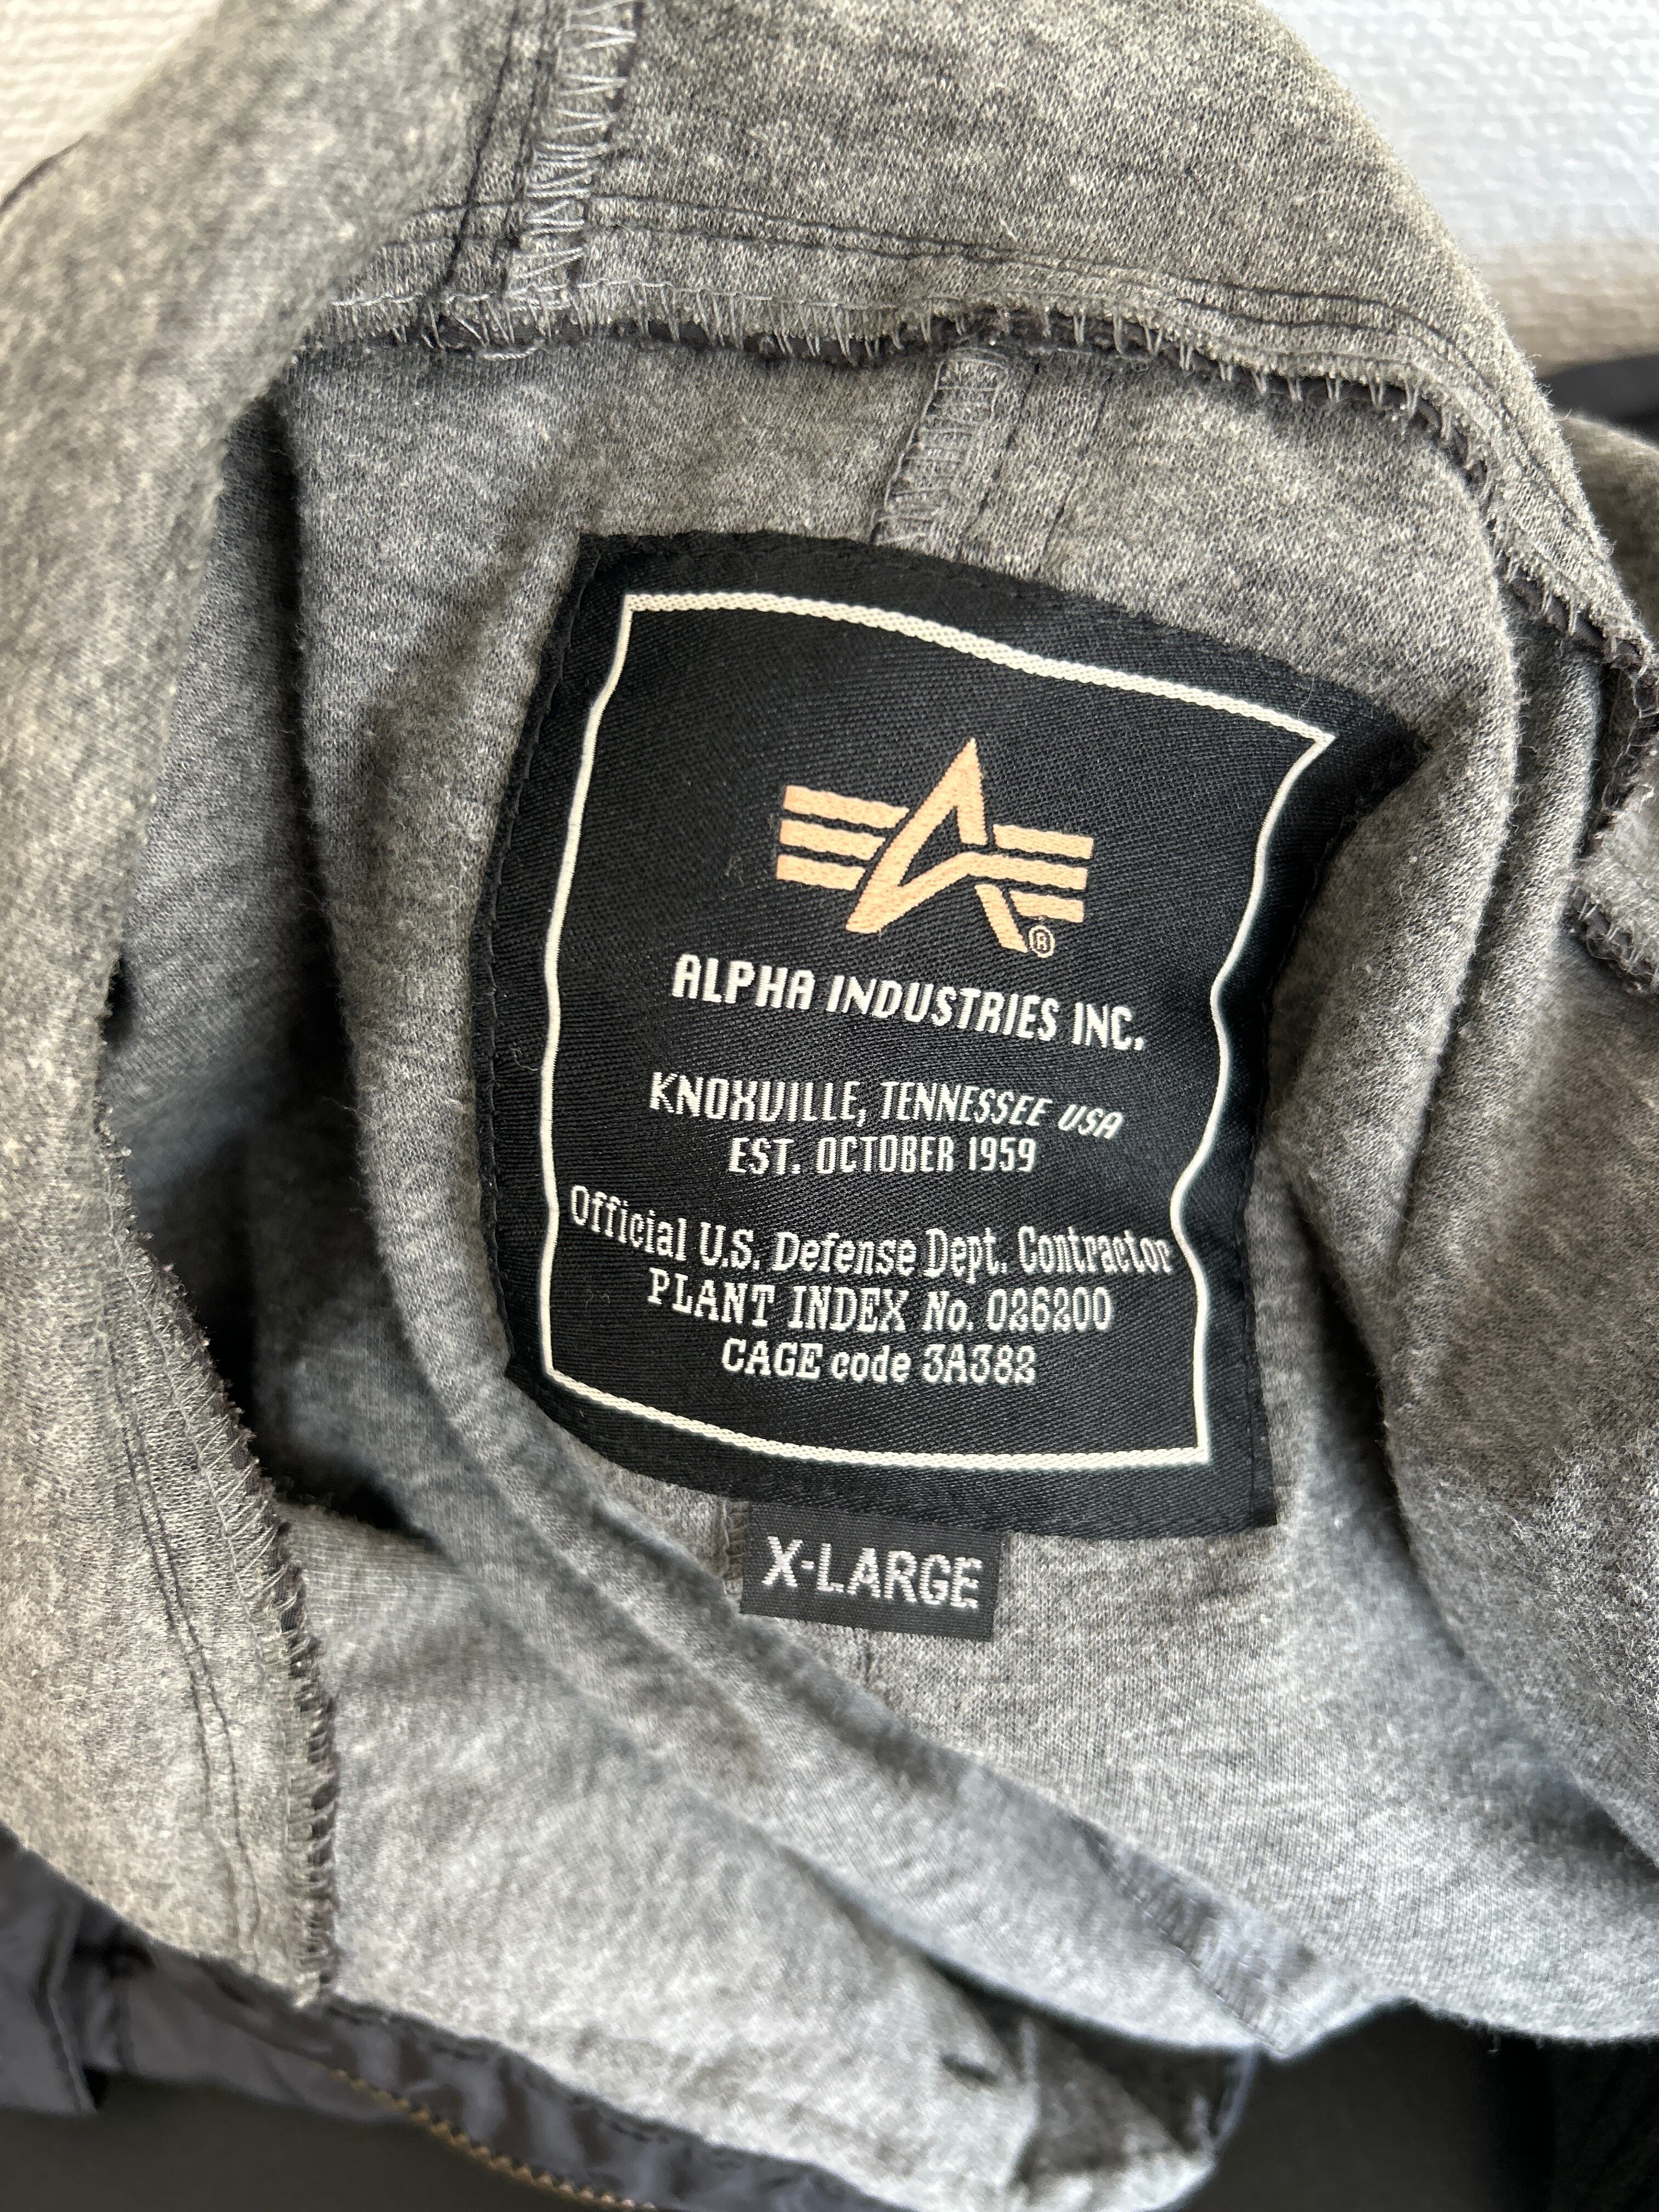 ®
ALPHA INDUSTRIES INC.
KNOXVILLE, TENNESSEE USA
EST. OCTOBER 1959
Official U.S. Defense Dept. Contractor
PLANT INDEX No. 026200
CAGE code 3A382
X-LARGE